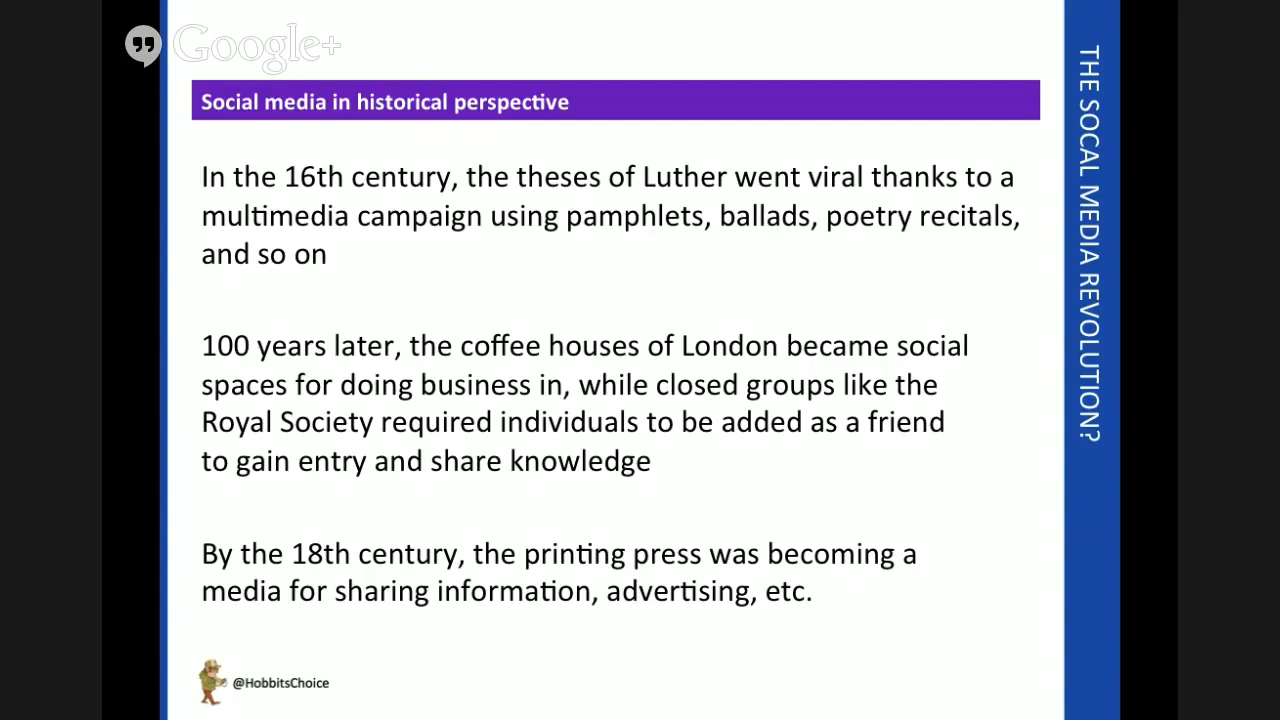 Google+
Social media in historical perspective
In the 16th century, the theses of Luther went viral thanks to a
multimedia campaign using pamphlets, ballads, poetry recitals,
and so on
100 years later, the coffee houses of London became social
spaces for doing business in, while closed groups like the
Royal Society required individuals to be added as a friend
to gain entry and share knowledge
By the 18th century, the printing press was becoming a
media for sharing information, advertising, etc.
@HobbitsChoice
THE SOCAL MEDIA REVOLUTION?